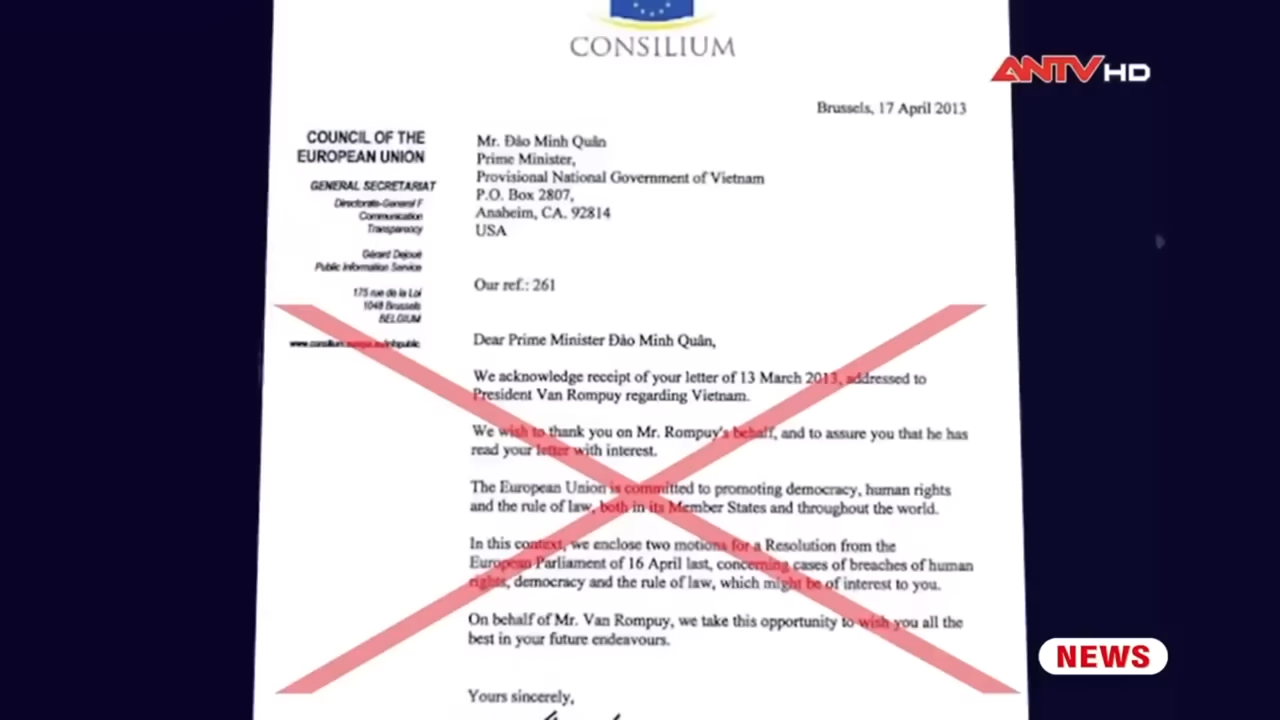 CONSILIUM
ANTV HD
Brussels, 17 April 2013
COUNCIL OF THE
EUROPEAN UNION
GENERAL SECRETARIAT
Directorate-General F
Communication
Transparency
Gérard Dejoué
Public Information Service
175 rue de la Loi
1048 Brussels
BELGIUM
Mr. Đào Minh Quân
Prime Minister,
Provisional National Government of Vietnam
P.O. Box 2807,
Anaheim, CA. 92814
USA
Our ref.: 261
Dear Prime Minister Đào Minh Quân,
We acknowledge receipt of your letter of 13 March 2013, addressed to
President Van Rompuy regarding Vietnam.
We wish to thank you on Mr. Rompuy's behalf, and to assure you that he has
read your letter with interest.
The European Union is committed to promoting democracy, human rights
and the rule of law, both in its Member States and throughout the world.
In this context, we enclose two motions for a Resolution from the
European Parliament of 16 April last, concerning cases of breaches of human
rights, democracy and the rule of law, which might be of interest to you.
On behalf of Mr. Van Rompuy, we take this opportunity to wish you all the
best in your future endeavours.
Yours sincerely,
NEWS